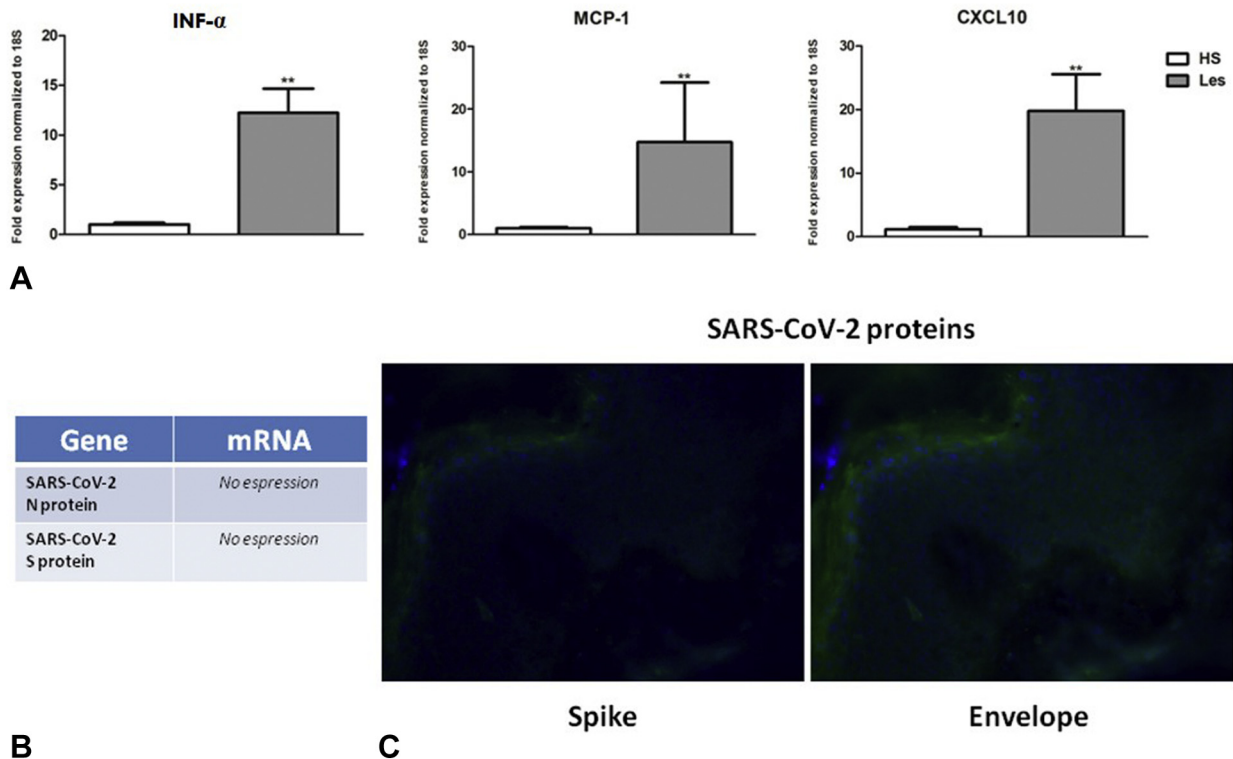 INF-α
MCP-1
CXCL10
Fold expression normalized to 18S
20
15
10
5
0
**
Fold expression normalized to 18S
30
20
10
0
**
Fold expression normalized to 18S
30
20
10
0
**
HS
Les
A
SARS-CoV-2 proteins
Gene mRNA
SARS-CoV-2 No espression
N protein
SARS-CoV-2 No espression
S protein
Spike
Envelope
B
C